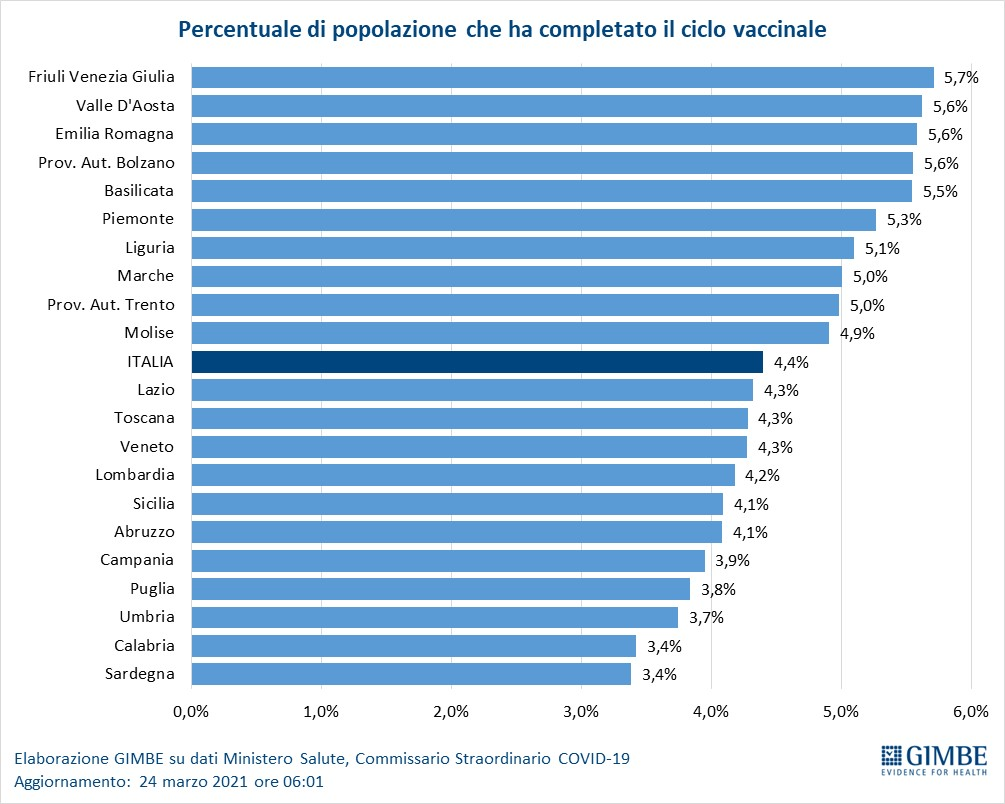 Percentuale di popolazione che ha completato il ciclo vaccinale
Friuli Venezia Giulia 5,7%
Valle D'Aosta 5,6%
Emilia Romagna 5,6%
Prov. Aut. Bolzano 5,6%
Basilicata 5,5%
Piemonte 5,3%
Liguria 5,1%
Marche 5,0%
Prov. Aut. Trento 5,0%
Molise 4,9%
ITALIA 4,4%
Lazio 4,3%
Toscana 4,3%
Veneto 4,3%
Lombardia 4,2%
Sicilia 4,1%
Abruzzo 4,1%
Campania 3,9%
Puglia 3,8%
Umbria 3,7%
Calabria 3,4%
Sardegna 3,4%
0,0% 1,0% 2,0% 3,0% 4,0% 5,0% 6,0%
Elaborazione GIMBE su dati Ministero Salute, Commissario Straordinario COVID-19
Aggiornamento: 24 marzo 2021 ore 06:01
GIMBE
EVIDENCE FOR HEALTH